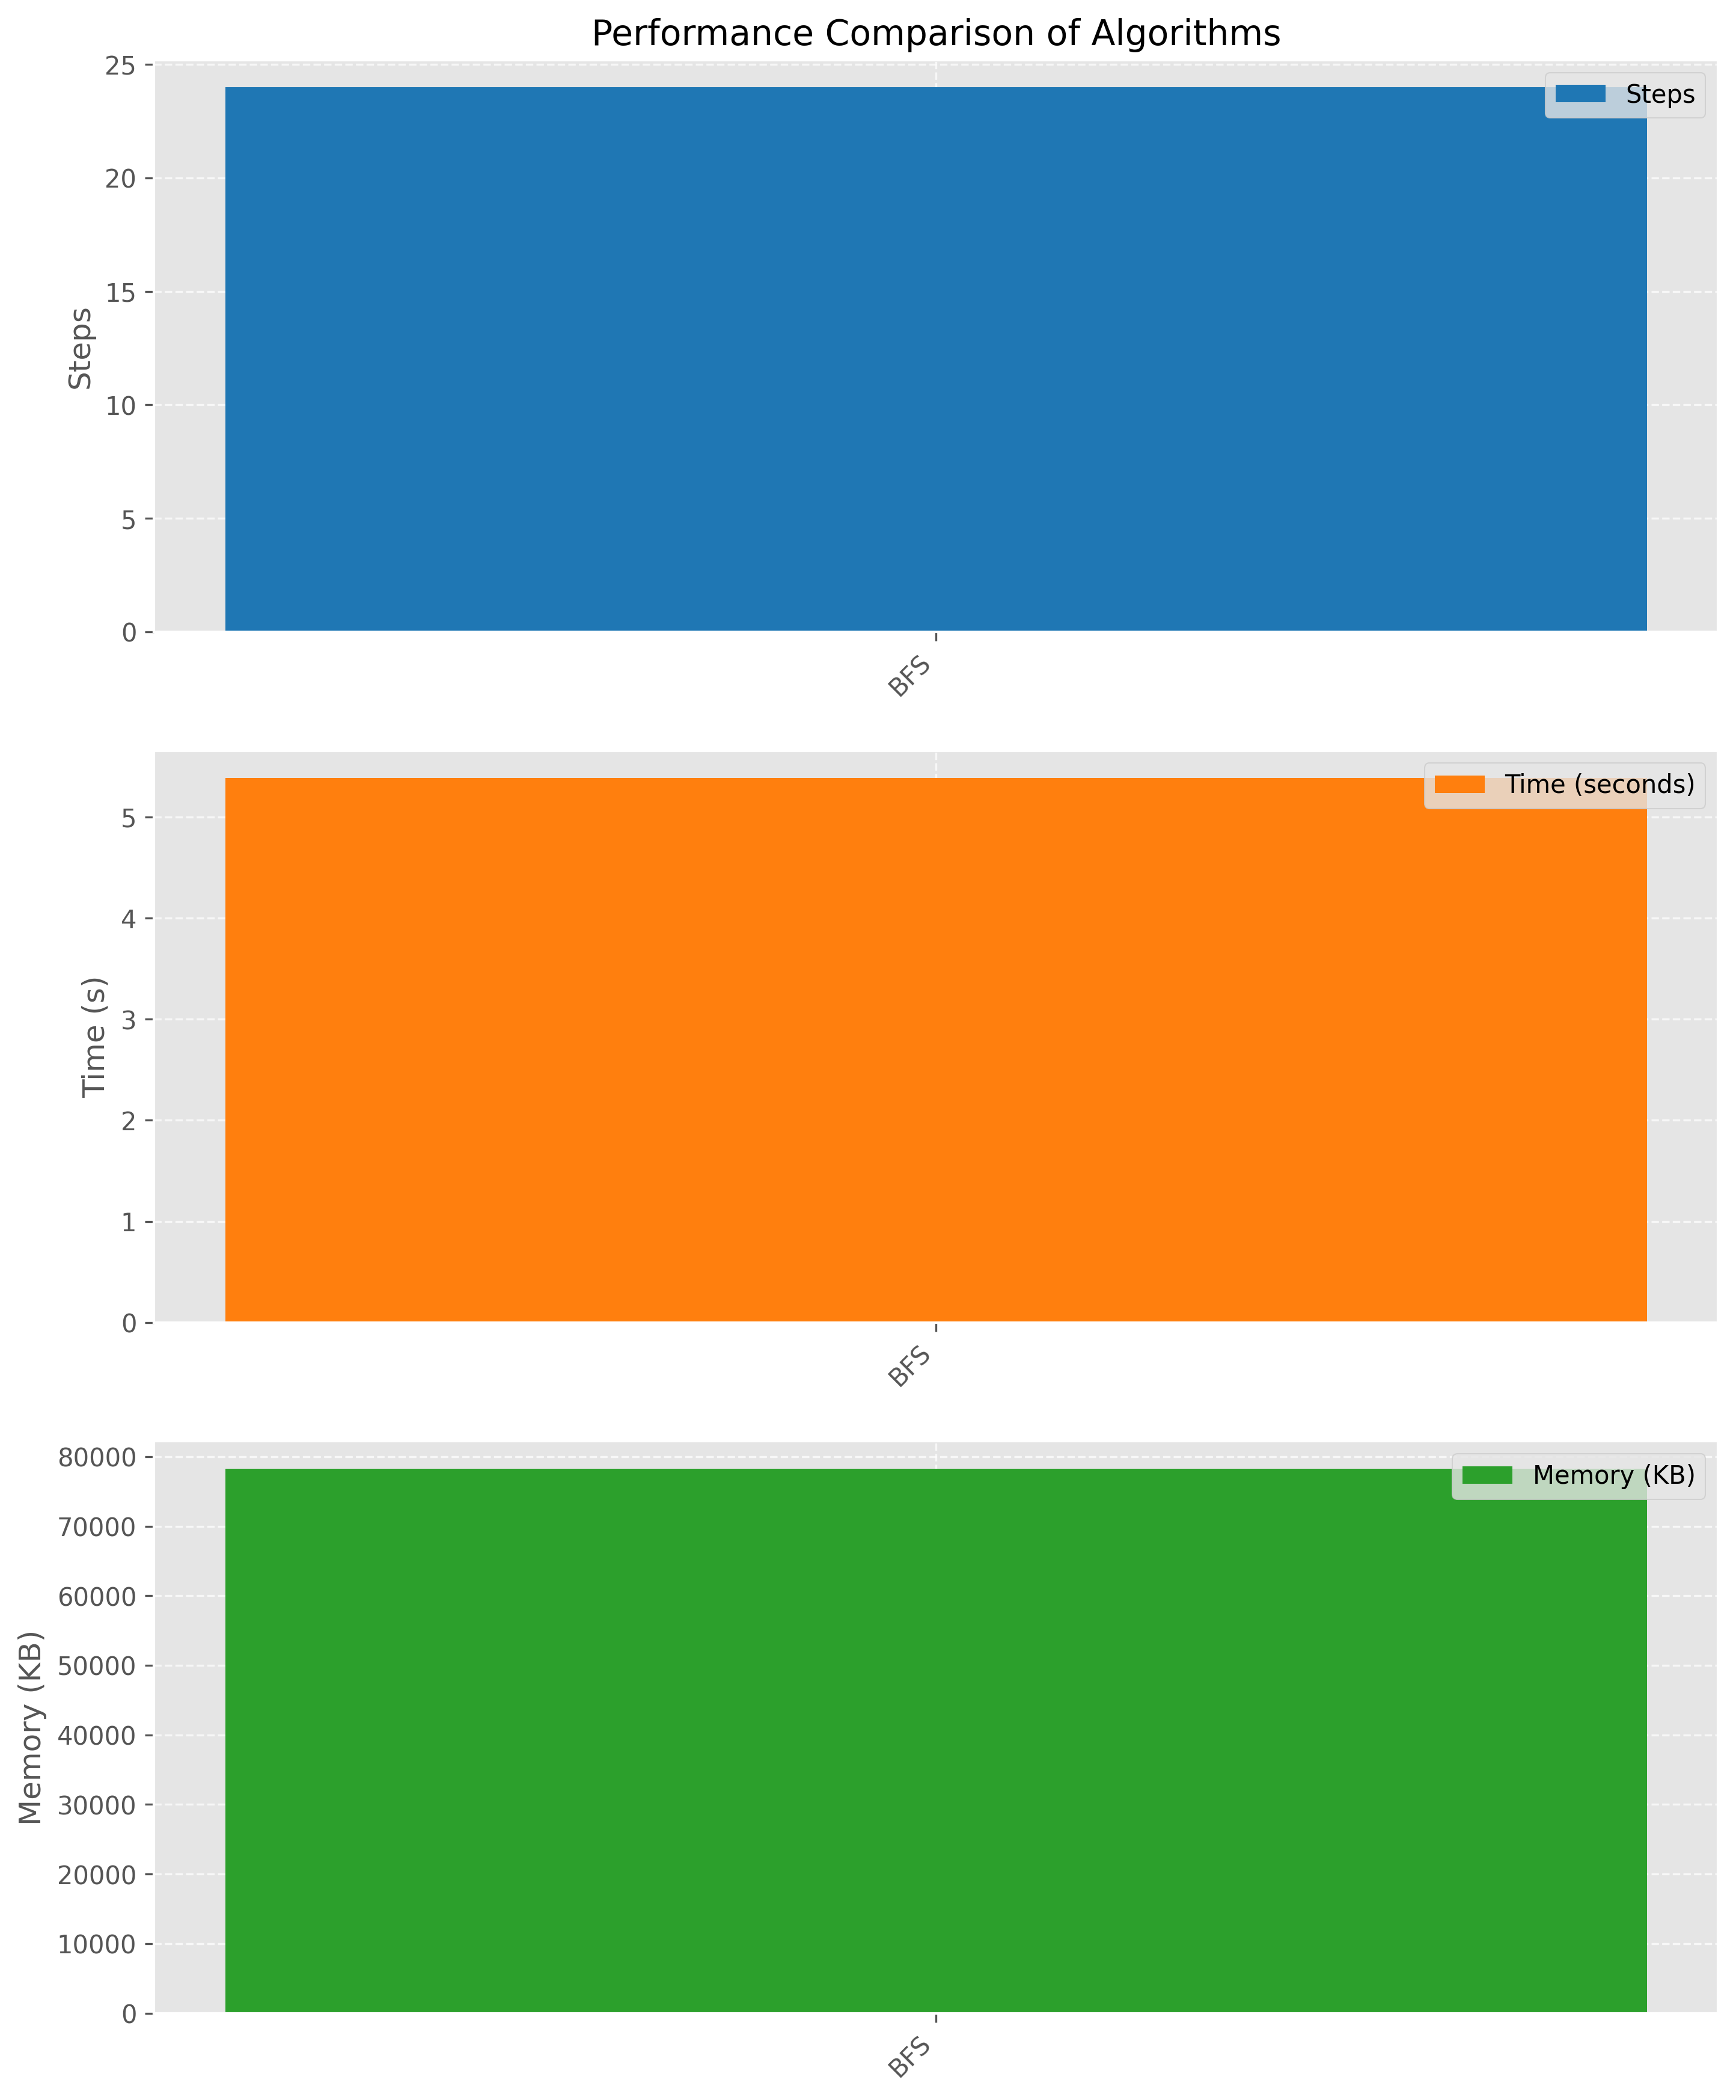 Performance Comparison of Algorithms
25
20
15
10
5
0
Steps
Steps
BFS
5
4
3
2
1
0
Time (s)
Time (seconds)
BFS
80000
70000
60000
50000
40000
30000
20000
10000
0
Memory (KB)
Memory (KB)
BFS